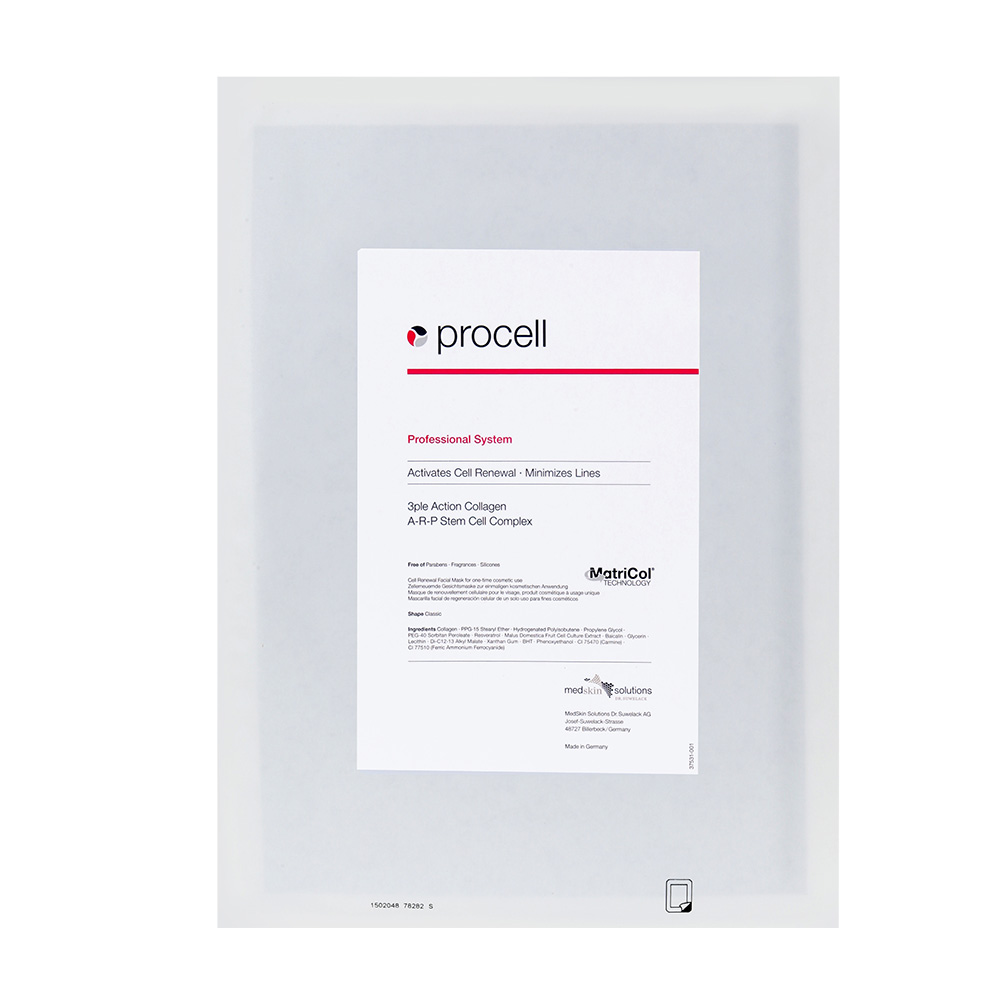 procell
Professional System
Activates Cell Renewal · Minimizes Lines
3ple Action Collagen
A-R-P Stem Cell Complex
Free of Parabens · Fragrances · Silicones
MatriCol®
TECHNOLOGY
Cell Renewal Facial Mask for one-time cosmetic use
Zellerneuernde Gesichtsmaske zur einmaligen kosmetischen Anwendung
Masque de renouvellement cellulaire pour le visage, produit cosmétique à usage unique
Mascarilla facial de regeneración celular de un solo uso para fines cosméticos
Shape Classic
Ingredients Collagen · PPG-15 Stearyl Ether · Hydrogenated Polyisobutene · Propylene Glycol ·
PEG-40 Sorbitan Peroleate · Resveratrol · Malus Domestica Fruit Cell Culture Extract · Baicalin · Glycerin ·
Lecithin · Di-C12-13 Alkyl Malate · Xanthan Gum · BHT · Phenoxyethanol · CI 75470 (Carmine) ·
CI 77510 (Ferric Ammonium Ferrocyanide)
medskin solutions
DR. SUWELACK
MedSkin Solutions Dr. Suwelack AG
Josef-Suwelack-Strasse
48727 Billerbeck/Germany
Made in Germany
37531-001
1502048 78282 S